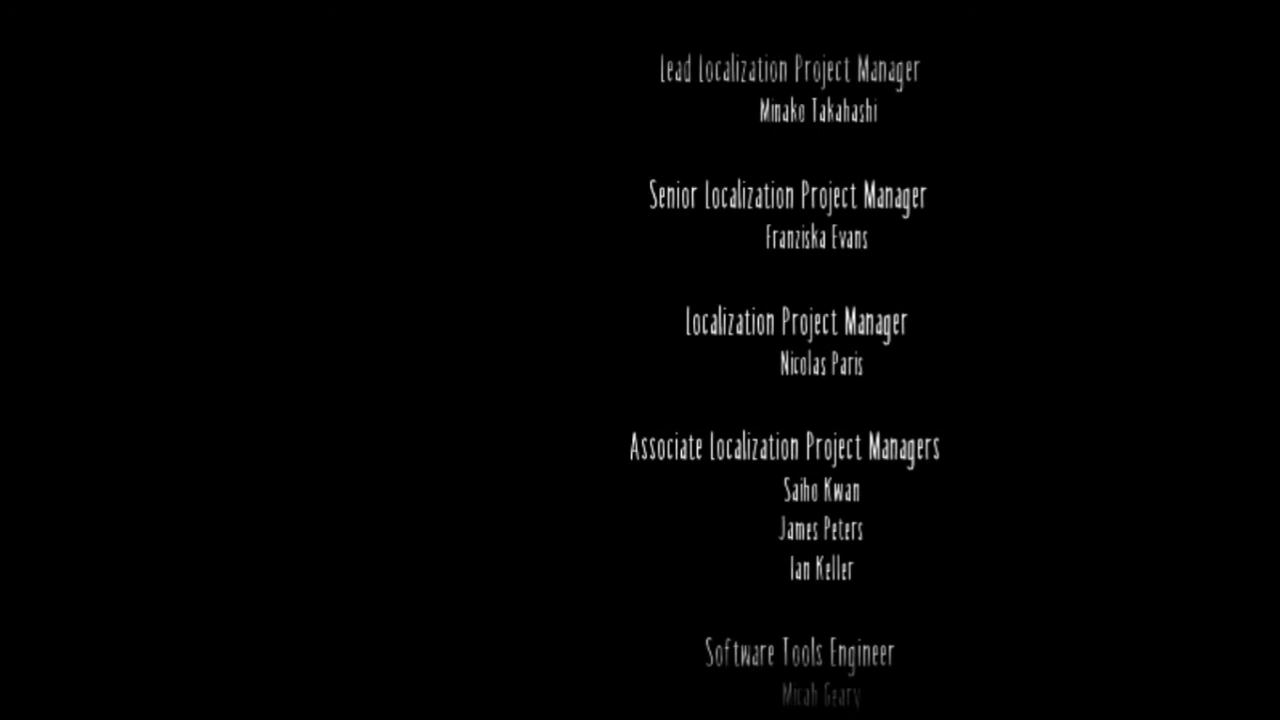 Lead Localization Project Manager
Minako Takahashi
Senior Localization Project Manager
Franziska Evans
Localization Project Manager
Nicolas Paris
Associate Localization Project Managers
Saiho Kwan
James Peters
Ian Keller
Software Tools Engineer
Micah Geary